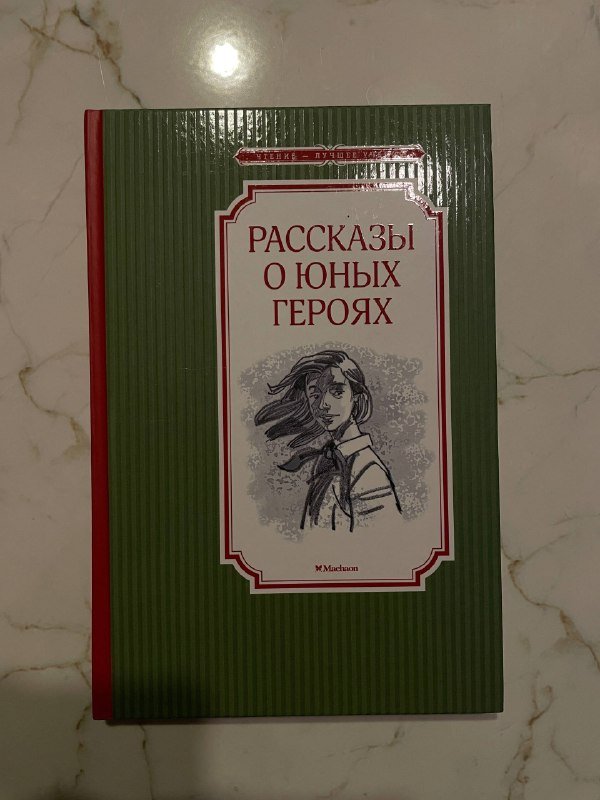 ЧТЕНИЕ — ЛУЧШЕЕ
РАССКАЗЫ
О ЮНЫХ
ГЕРОЯХ
Machaon